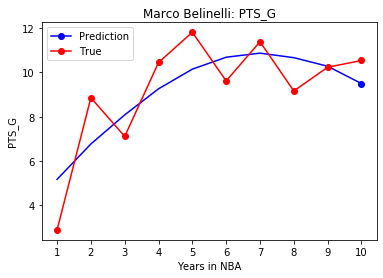 Marco Belinelli: PTS_G
Prediction
True
12
10
8
6
4
PTS_G
1 2 3 4 5 6 7 8 9 10
Years in NBA